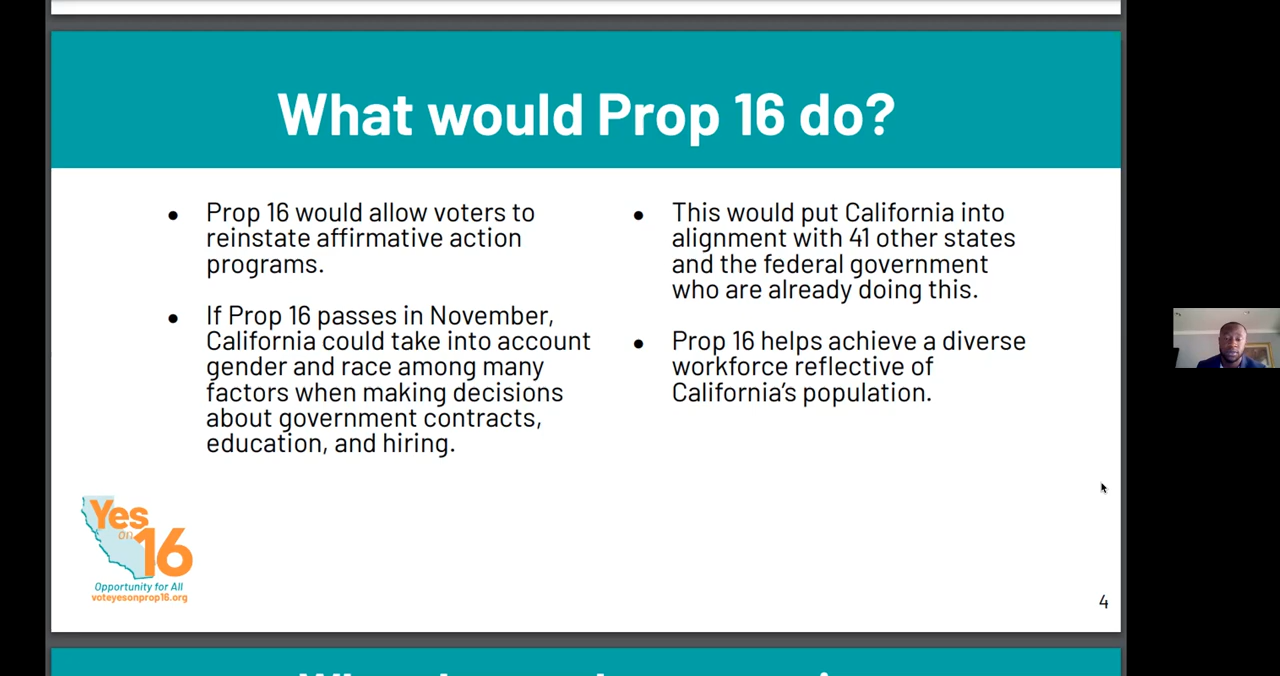 What would Prop 16 do?
Prop 16 would allow voters to
reinstate affirmative action
programs.
If Prop 16 passes in November,
California could take into account
gender and race among many
factors when making decisions
about government contracts,
education, and hiring.
This would put California into
alignment with 41 other states
and the federal government
who are already doing this.
Prop 16 helps achieve a diverse
workforce reflective of
California's population.
Yes
on 16
Opportunity for All
voteyesonprop16.org
4